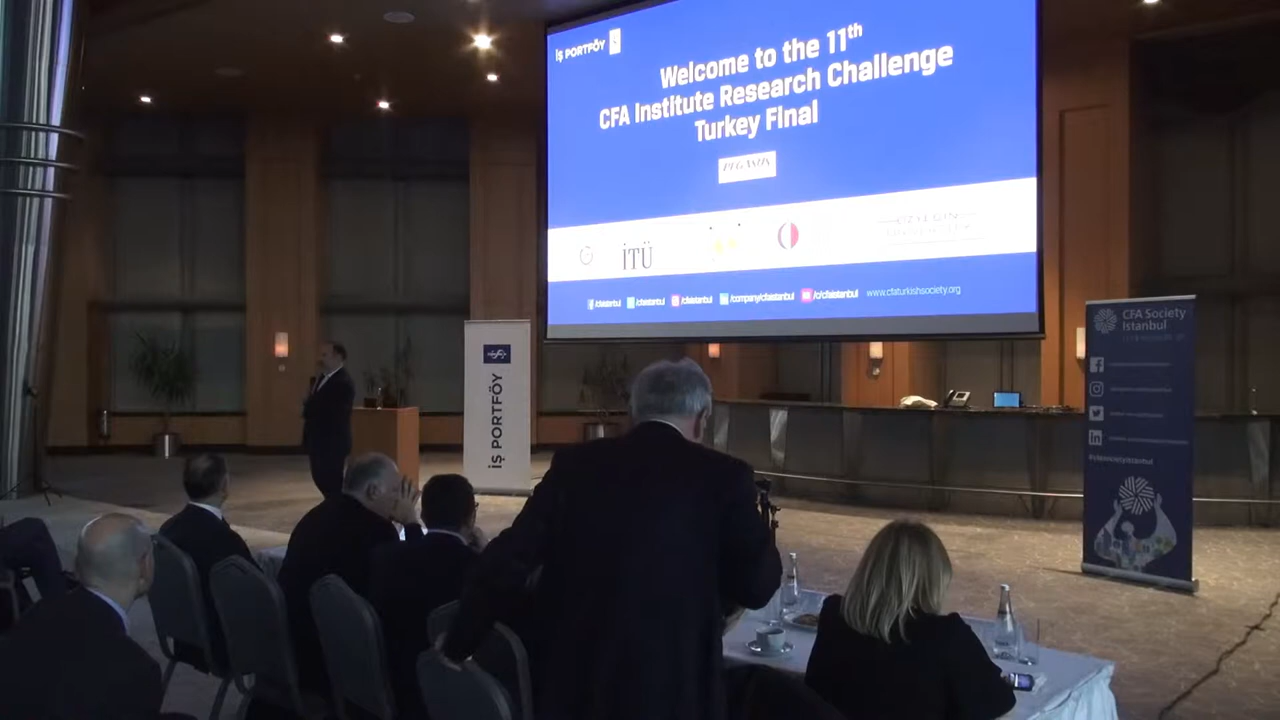 İŞ PORTFÖY
Welcome to the 11th
CFA Institute Research Challenge
Turkey Final
PEGASUS
İTÜ
/cfaistanbul
/cfaistanbul
/cfaistanbul
/company/cfaistanbul
/c/cfaistanbul
www.cfaturkishsociety.org
İŞ PORTFÖY
CFA Society
Istanbul
#cfasocietyistanbul